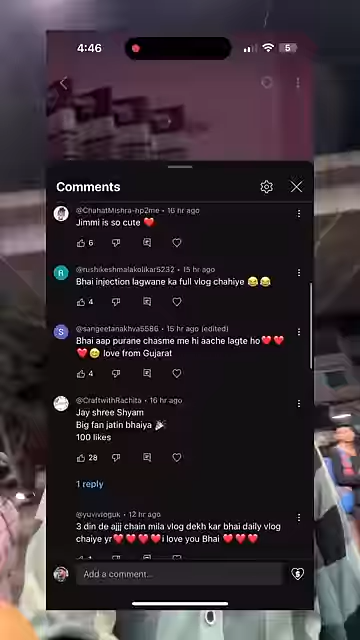 4:46
5
Comments
@ChahatMishra-hp2me • 16 hr ago
Jimmi is so cute ❤️
6
R
@rushikeshmalakolikar5232 • 15 hr ago
Bhai injection lagwane ka full vlog chahiye 😂😂
4
S
@sangeetanakhva5586 • 15 hr ago (edited)
Bhai aap purane chasme me hi aache lagte ho❤️❤️
❤️😊 love from Gujarat
4
@CraftwithRachita • 16 hr ago
Jay shree Shyam
Big fan jatin bhaiya 🎉
100 likes
28
1 reply
@yuvivloguk • 12 hr ago
3 din de ajjj chain mila vlog dekh kar bhai daily vlog
chaiye yr❤️❤️❤️❤️i love you Bhai ❤️❤️❤️
Add a comment...